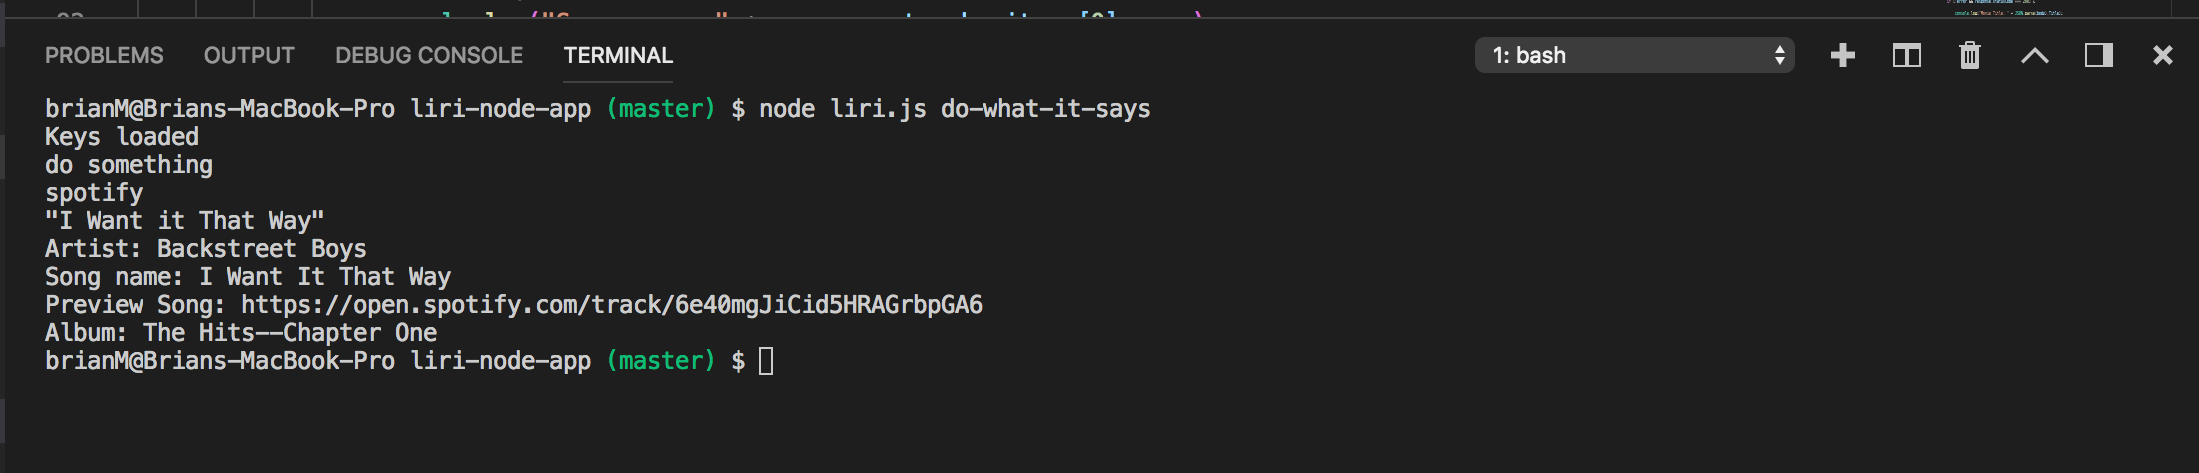 PROBLEMS OUTPUT DEBUG CONSOLE TERMINAL 1: bash
brianM@Brians-MacBook-Pro liri-node-app (master) $ node liri.js do-what-it-says
Keys loaded
do something
spotify
"I Want it That Way"
Artist: Backstreet Boys
Song name: I Want It That Way
Preview Song: https://open.spotify.com/track/6e40mgJiCid5HRAGrbpGA6
Album: The Hits--Chapter One
brianM@Brians-MacBook-Pro liri-node-app (master) $